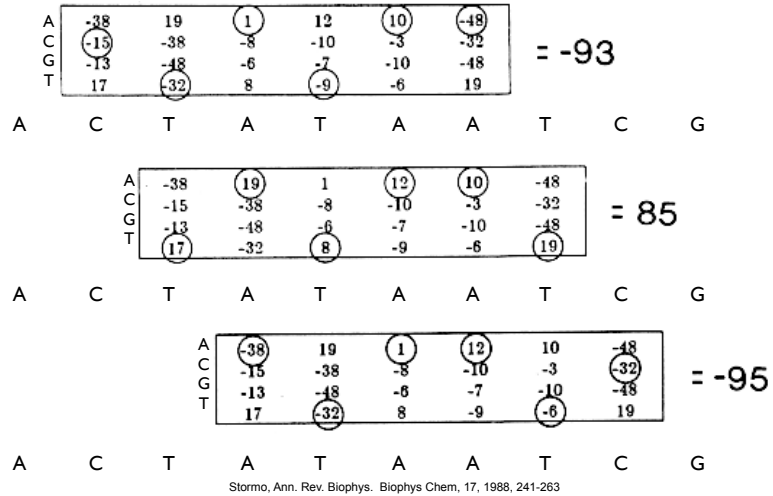 A -38 19 1 12 10 -48
C -15 -38 -8 -10 -3 -32
G -13 -48 -6 -7 -10 -48
T 17 -32 8 -9 -6 19
= -93
A C T A T A A T C G
A -38 19 1 12 10 -48
C -15 -38 -8 -10 -3 -32
G -13 -48 -6 -7 -10 -48
T 17 -32 8 -9 -6 19
= 85
A C T A T A A T C G
A -38 19 1 12 10 -48
C -15 -38 -8 -10 -3 -32
G -13 -48 -6 -7 -10 -48
T 17 -32 8 -9 -6 19
= -95
A C T A T A A T C G
Stormo, Ann. Rev. Biophys. Biophys Chem, 17, 1988, 241-263